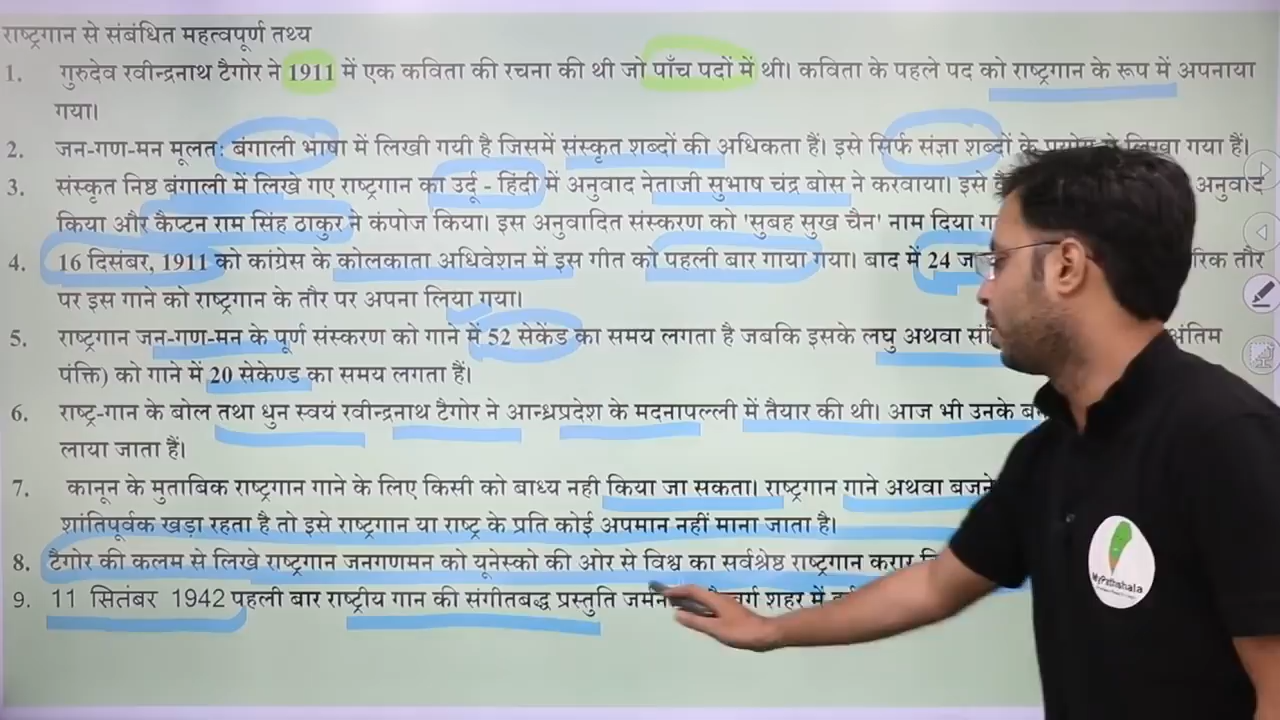 राष्ट्रगान से संबंधित महत्वपूर्ण तथ्य
1. गुरुदेव रवीन्द्रनाथ टैगोर ने 1911 में एक कविता की रचना की थी जो पाँच पदों में थी। कविता के पहले पद को राष्ट्रगान के रूप में अपनाया
गया।
2. जन-गण-मन मूलतः बंगाली भाषा में लिखी गयी है जिसमें संस्कृत शब्दों की अधिकता हैं। इसे सिर्फ संज्ञा शब्दों के लिखा गया हैं।
3. संस्कृत निष्ठ बंगाली में लिखे गए राष्ट्रगान का उर्दू - हिंदी में अनुवाद नेताजी सुभाष चंद्र बोस ने करवाया। इसे अनुवाद
किया और कैप्टन राम सिंह ठाकुर ने कंपोज किया। इस अनुवादित संस्करण को 'सुबह सुख चैन' नाम दिया
4. 16 दिसंबर, 1911 को कांग्रेस के कोलकाता अधिवेशन में इस गीत को पहली बार गाया गया। बाद में 24 तौर
पर इस गाने को राष्ट्रगान के तौर पर अपना लिया गया।
5. राष्ट्रगान जन-गण-मन के पूर्ण संस्करण को गाने में 52 सेकेंड का समय लगता है जबकि इसके लघु अथवा अंतिम
पंक्ति) को गाने में 20 सेकेण्ड का समय लगता हैं।
6. राष्ट्र-गान के बोल तथा धुन स्वयं रवीन्द्रनाथ टैगोर ने आन्ध्रप्रदेश के मदनापल्ली में तैयार की थी। आज भी उनके
लाया जाता हैं।
7. कानून के मुताबिक राष्ट्रगान गाने के लिए किसी को बाध्य नही किया जा सकता। राष्ट्रगान गाने अथवा बजने
शांतिपूर्वक खड़ा रहता है तो इसे राष्ट्रगान या राष्ट्र के प्रति कोई अपमान नहीं माना जाता है।
8. टैगोर की कलम से लिखे राष्ट्रगान जनगणमन को यूनेस्को की ओर से विश्व का सर्वश्रेष्ठ राष्ट्रगान करार
9. 11 सितंबर 1942 पहली बार राष्ट्रीय गान की संगीतबद्ध प्रस्तुति शहर में
MyPathshala